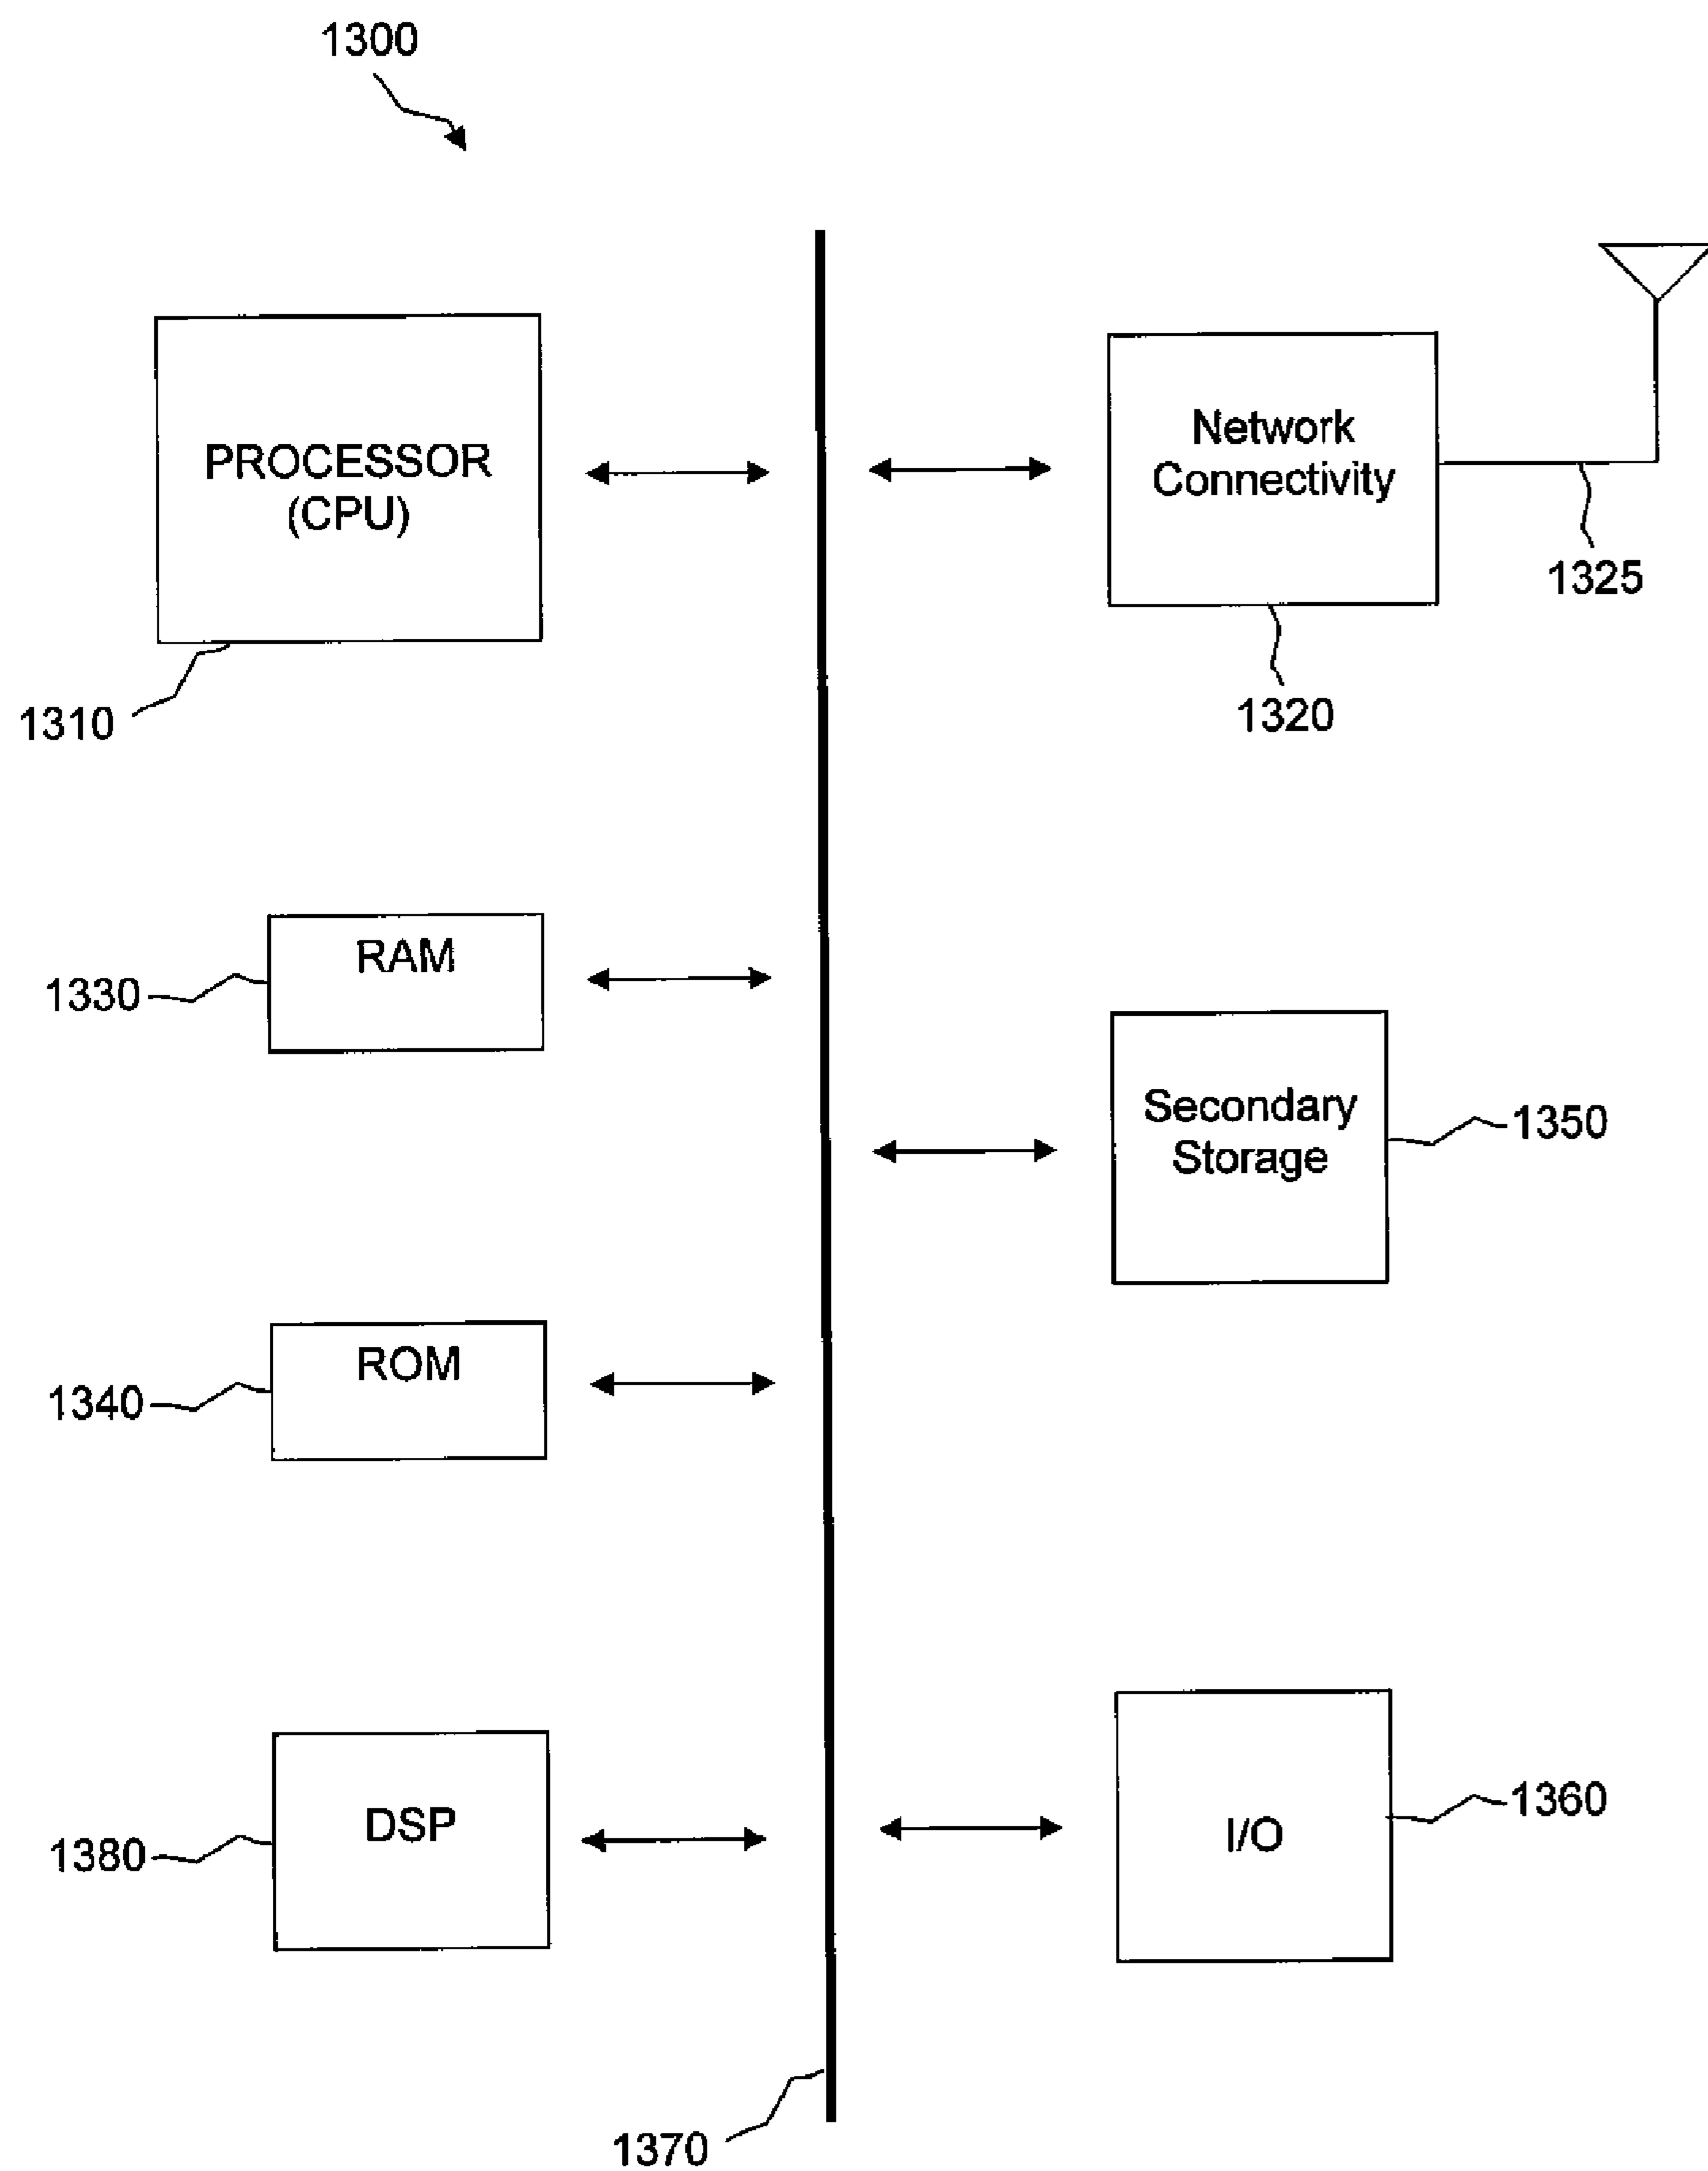 1300
PROCESSOR
(CPU)
1310
Network
Connectivity
1325
1320
RAM
1330
Secondary
Storage
1350
ROM
1340
DSP
1380
I/O
1360
1370